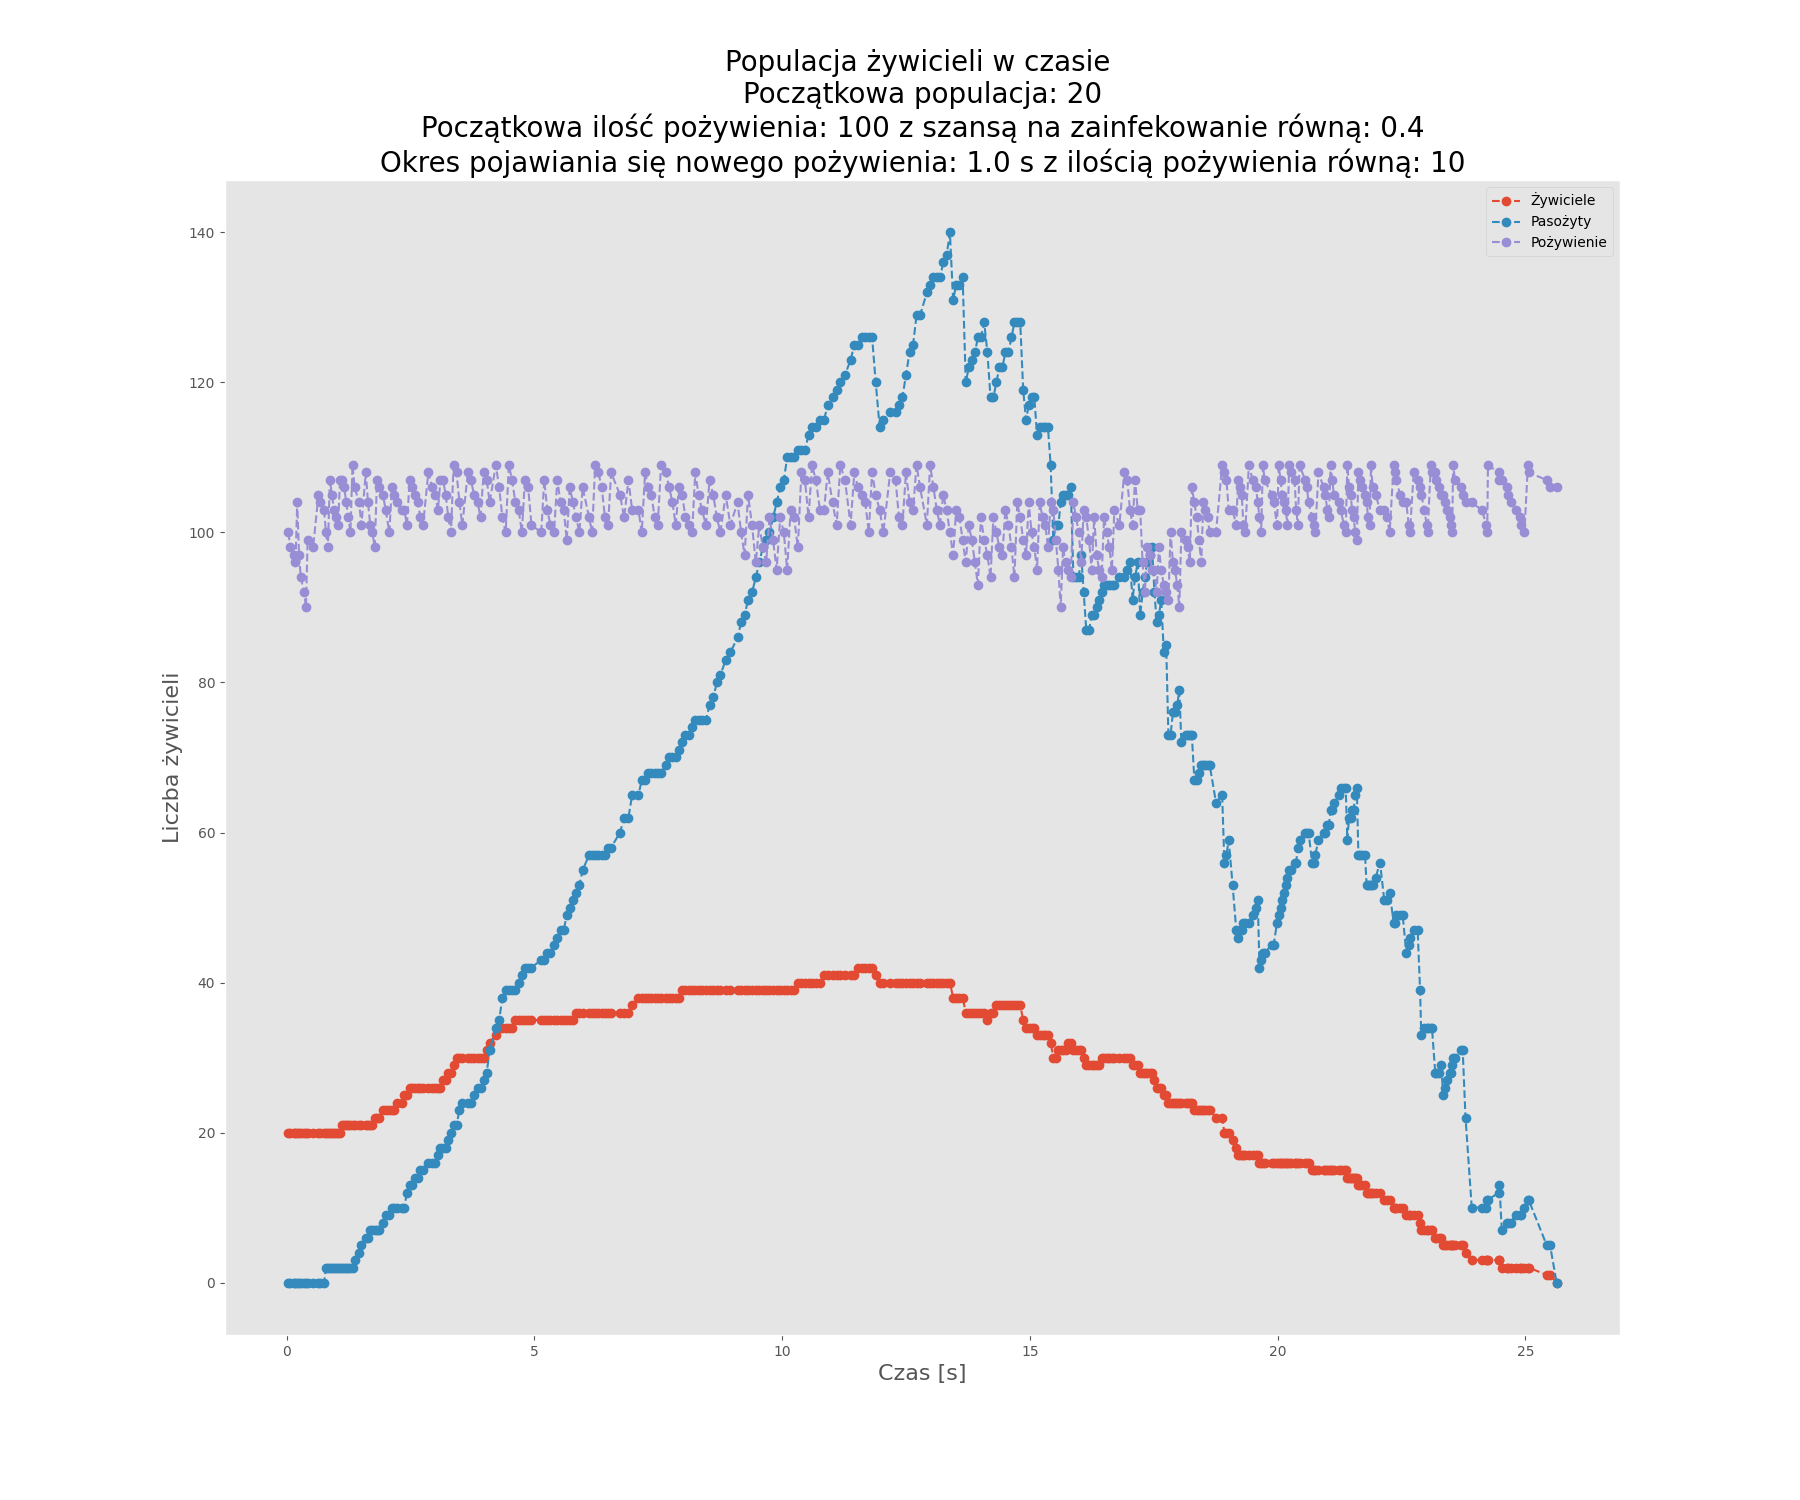 Populacja żywicieli w czasie
Początkowa populacja: 20
Początkowa ilość pożywienia: 100 z szansą na zainfekowanie równą: 0.4
Okres pojawiania się nowego pożywienia: 1.0 s z ilością pożywienia równą: 10
Żywiciele
Pasożyty
Pożywienie
140
120
100
80
60
40
20
0
Liczba żywicieli
0 5 10 15 20 25
Czas [s]